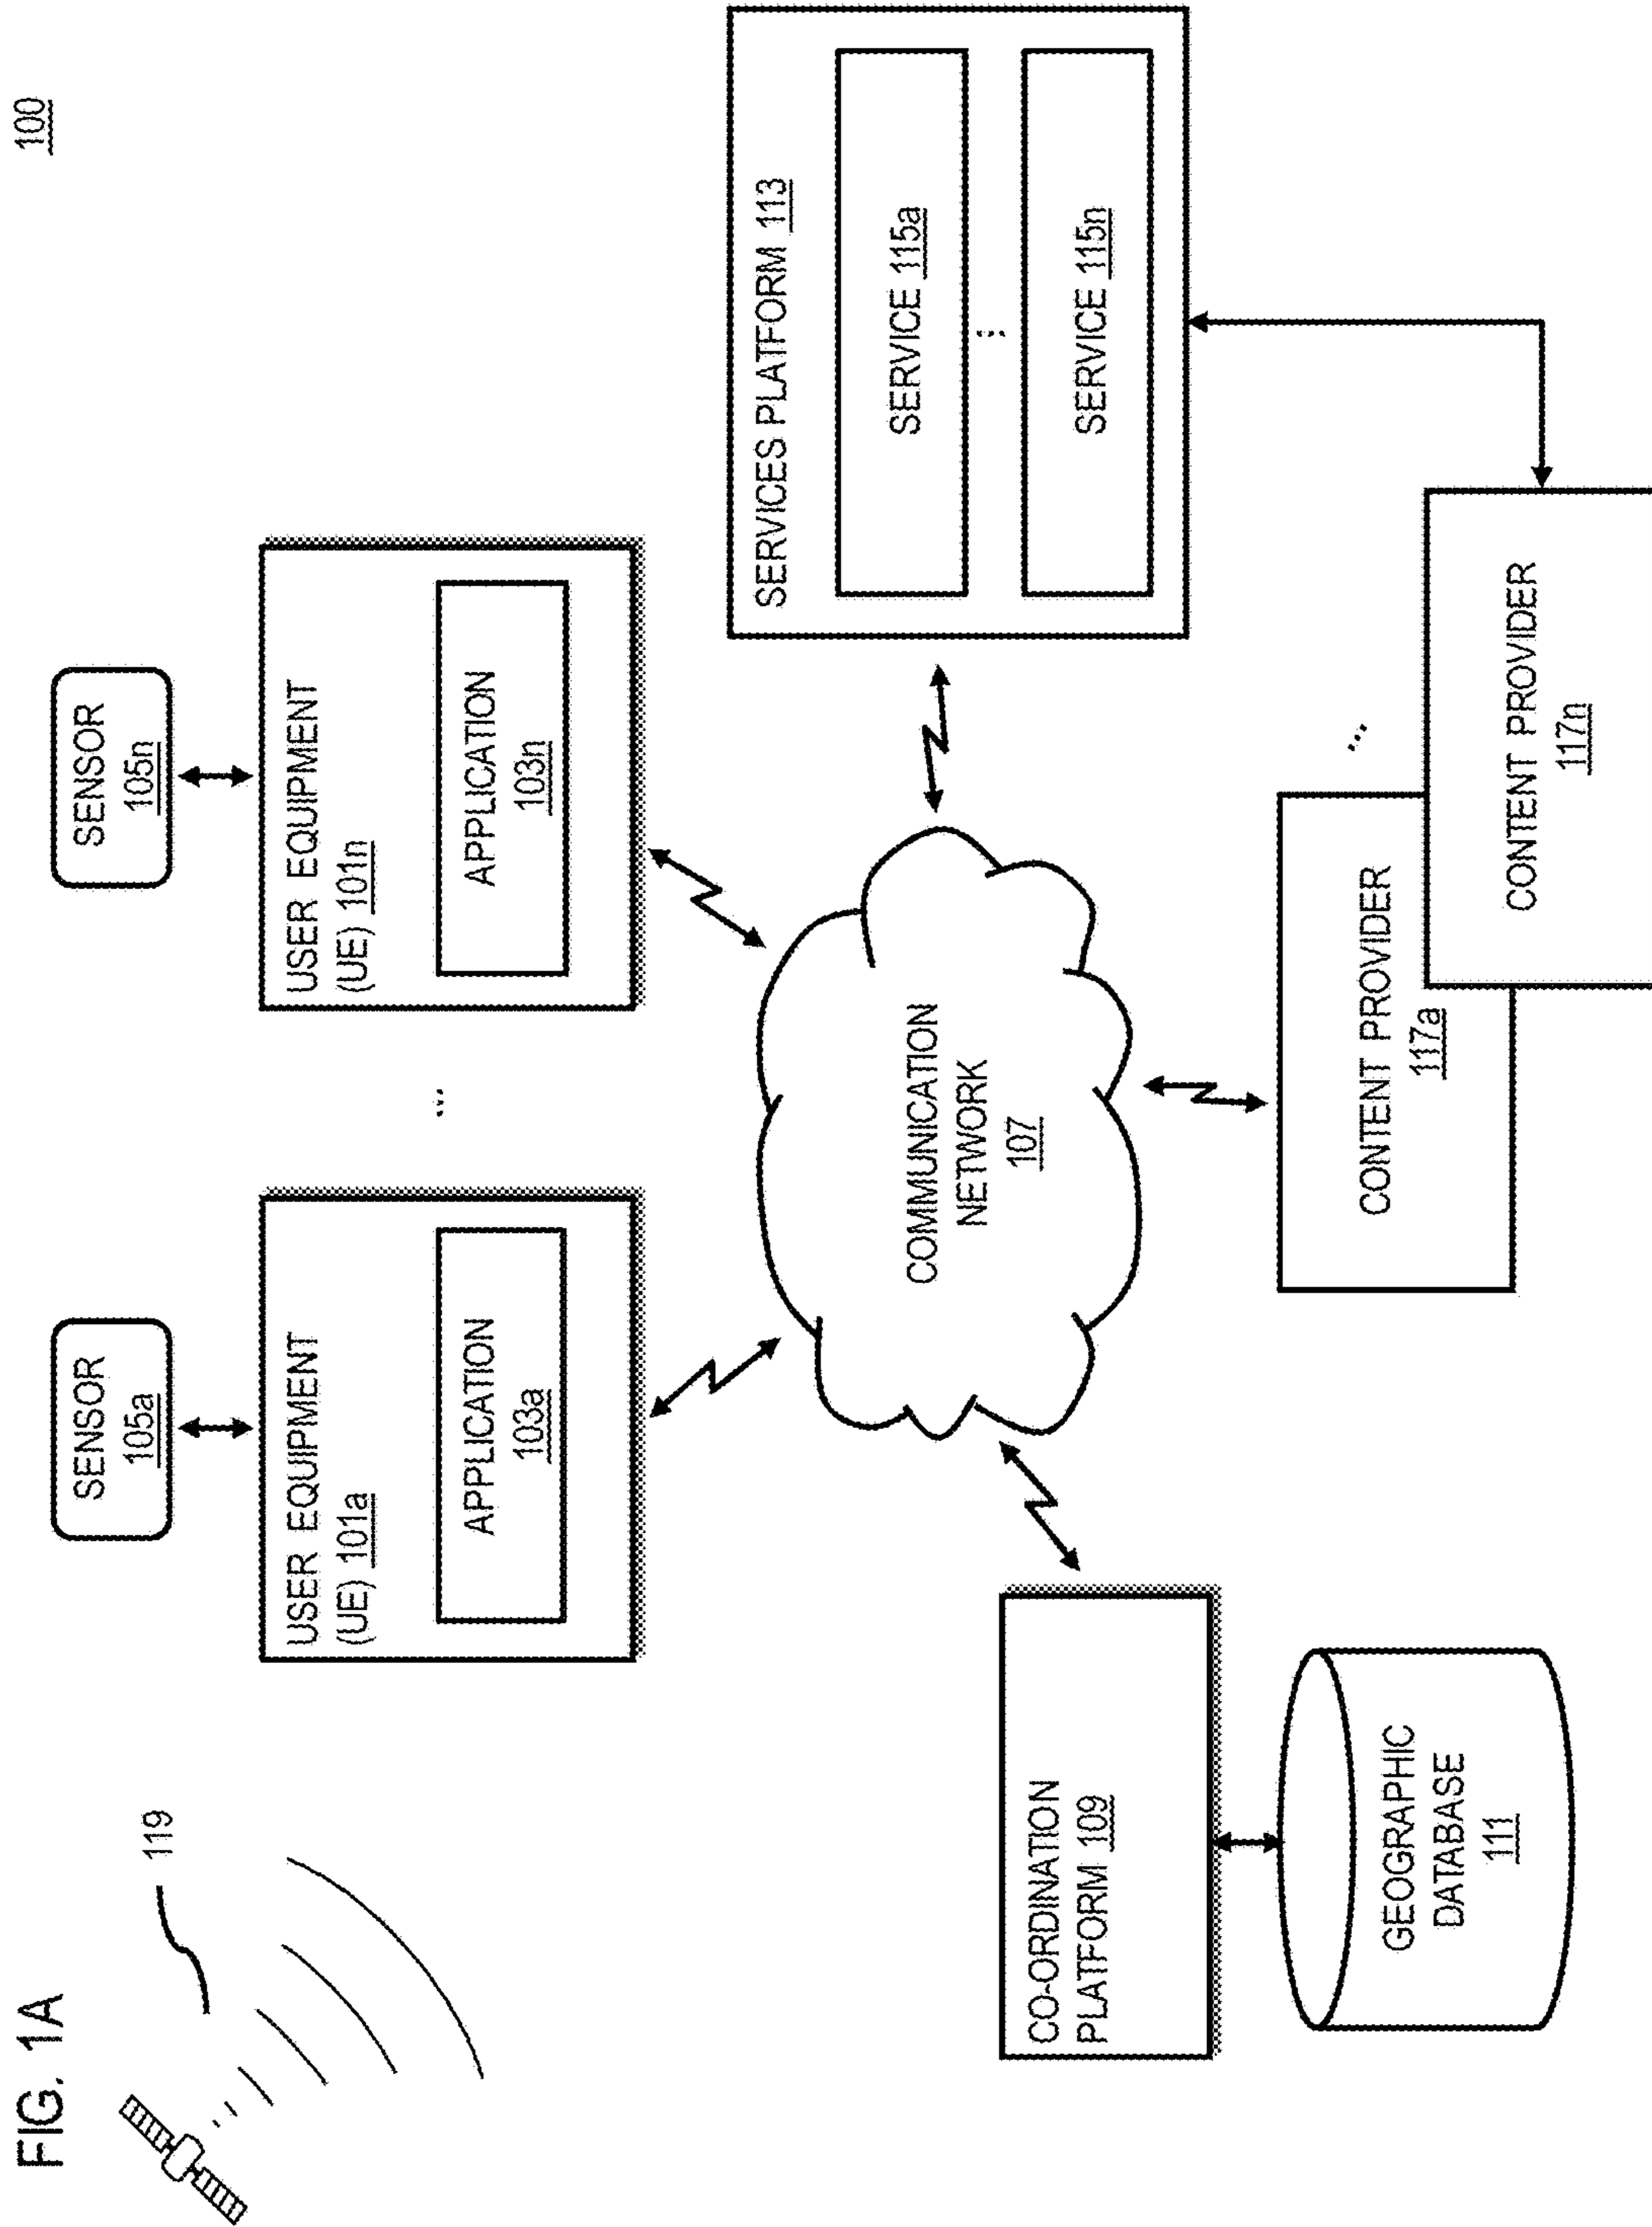 FIG. 1A
100
119
SENSOR
105a
SENSOR
105n
USER EQUIPMENT
(UE) 101a
APPLICATION
103a
...
USER EQUIPMENT
(UE) 101n
APPLICATION
103n
COMMUNICATION
NETWORK
107
SERVICES PLATFORM 113
SERVICE 115a
...
SERVICE 115n
CO-ORDINATION
PLATFORM 109
GEOGRAPHIC
DATABASE
111
CONTENT PROVIDER
117a
...
CONTENT PROVIDER
117n